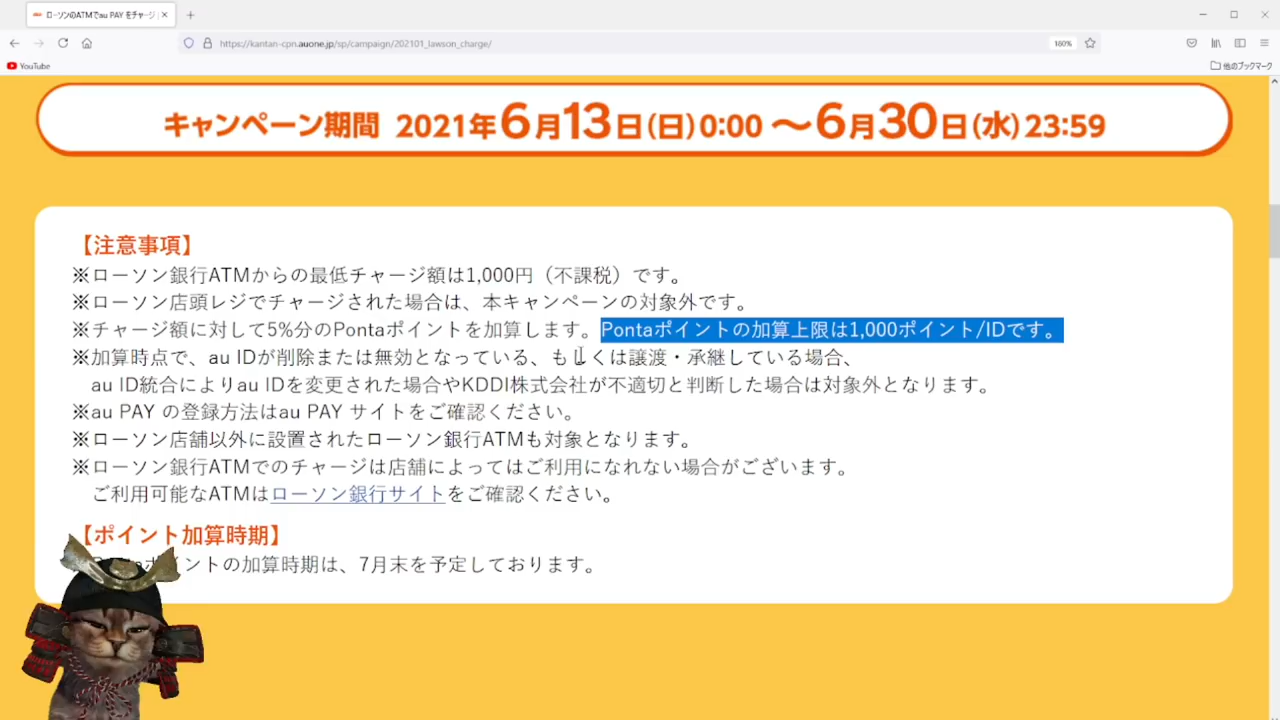 ローソンのATMでau PAY をチャージ
https://kantan-cpn.auone.jp/sp/campaign/202101_lawson_charge/
160%
YouTube
他のブックマーク
キャンペーン期間 2021年6月13日(日)0:00 ～6月30日(水)23:59
【注意事項】
※ローソン銀行ATMからの最低チャージ額は1,000円（不課税）です。
※ローソン店頭レジでチャージされた場合は、本キャンペーンの対象外です。
※チャージ額に対して5%分のPontaポイントを加算します。Pontaポイントの加算上限は1,000ポイント/IDです。
※加算時点で、au IDが削除または無効となっている、もしくは譲渡・承継している場合、
au ID統合によりau IDを変更された場合やKDDI株式会社が不適切と判断した場合は対象外となります。
※au PAY の登録方法はau PAY サイトをご確認ください。
※ローソン店舗以外に設置されたローソン銀行ATMも対象となります。
※ローソン銀行ATMでのチャージは店舗によってはご利用になれない場合がございます。
ご利用可能なATMはローソン銀行サイトをご確認ください。
【ポイント加算時期】
イントの加算時期は、7月末を予定しております。